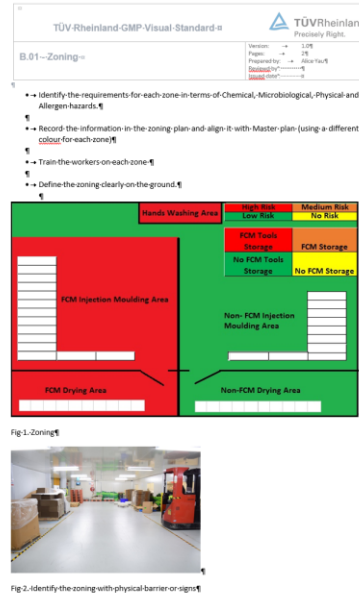 TÜV·Rheinland·GMP·Visual·Standard·¤
TÜVRheinland
Precisely Right.
B.01·-·Zoning·¤
Version: → 1.0¶
Pages: → 2¶
Prepared by: → Alice Yau¶
Reviewed by
Issued date
¶
• → Identify·the·requirements·for·each·zone·in·terms·of·Chemical,·Microbiological,·Physical·and·
Allergen·hazards.¶
¶
• → Record·the·information·in·the·zoning·plan·and·align·it·with·Master·plan·(using·a·different·
colour·for·each·zone)¶
¶
• → Train·the·workers·on·each·zone·¶
¶
• → Define·the·zoning·clearly·on·the·ground.¶
¶
Hands Washing Area
High Risk
Medium Risk
Low Risk
No Risk
FCM Tools
Storage
FCM Storage
No FCM Tools
Storage
No FCM Storage
FCM Injection Moulding Area
Non- FCM Injection
Moulding Area
FCM Drying Area
Non-FCM Drying Area
Fig·1.·Zoning¶
¶
Fig·2.·Identify·the·zoning·with·physical·barrier·or·signs¶